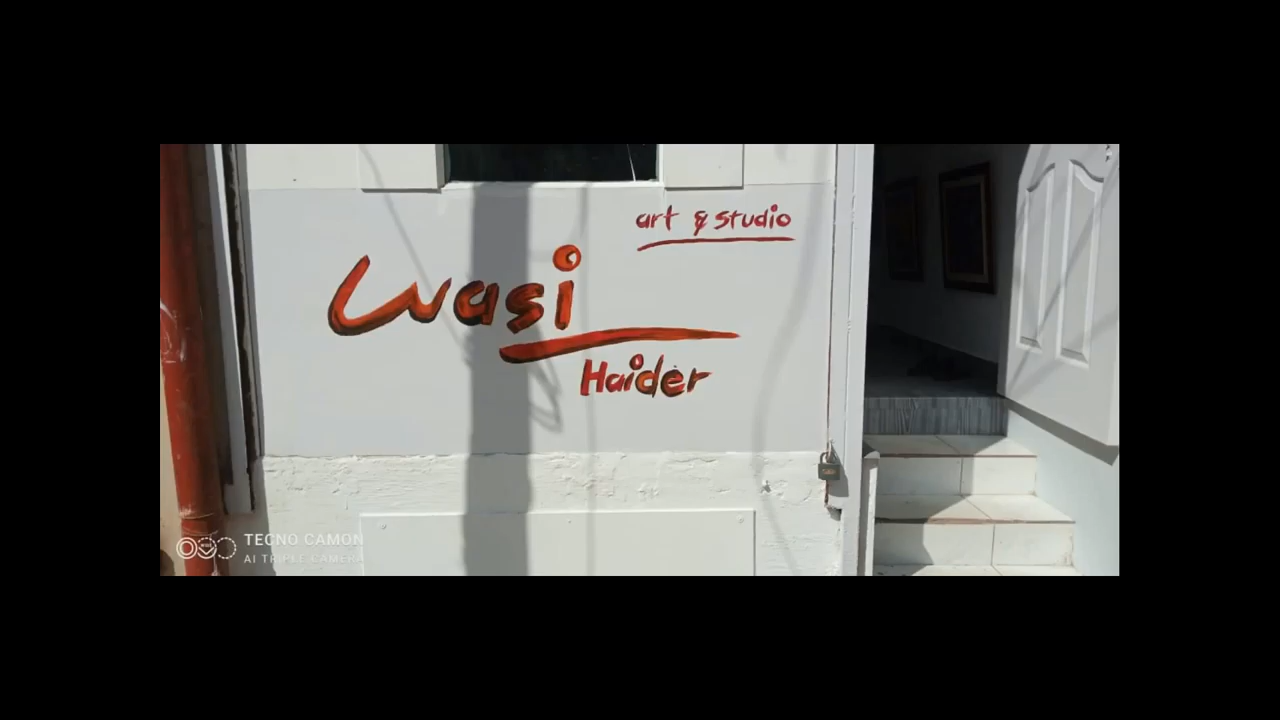 art & studio
Wasi
Haider
TECNO CAMON
AI TRIPLE CAMERA